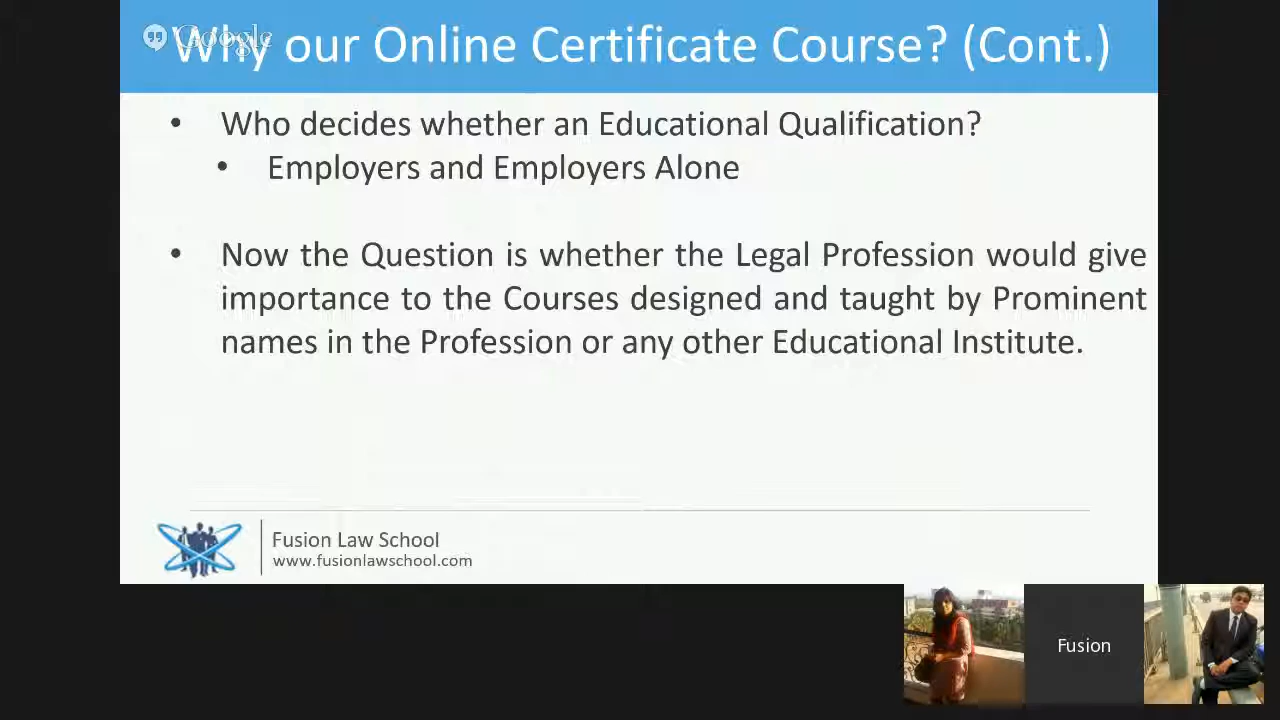 Google
Why our Online Certificate Course? (Cont.)
• Who decides whether an Educational Qualification?
• Employers and Employers Alone
• Now the Question is whether the Legal Profession would give
importance to the Courses designed and taught by Prominent
names in the Profession or any other Educational Institute.
Fusion Law School
www.fusionlawschool.com
Fusion